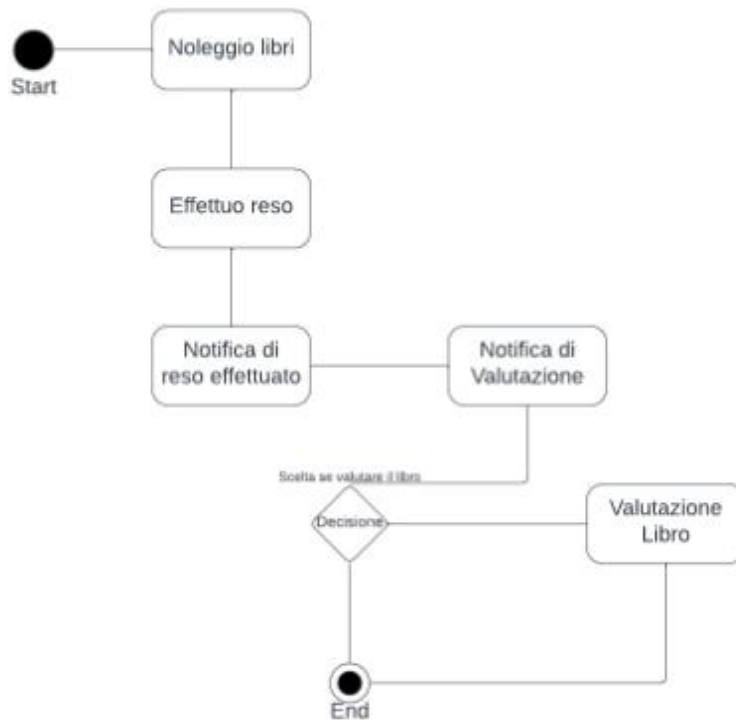 Noleggio libri
Start
Effettuo reso
Notifica di
reso effettuato
Notifica di
Valutazione
Scelta se valutare il libro
Decisione
Valutazione
Libro
End